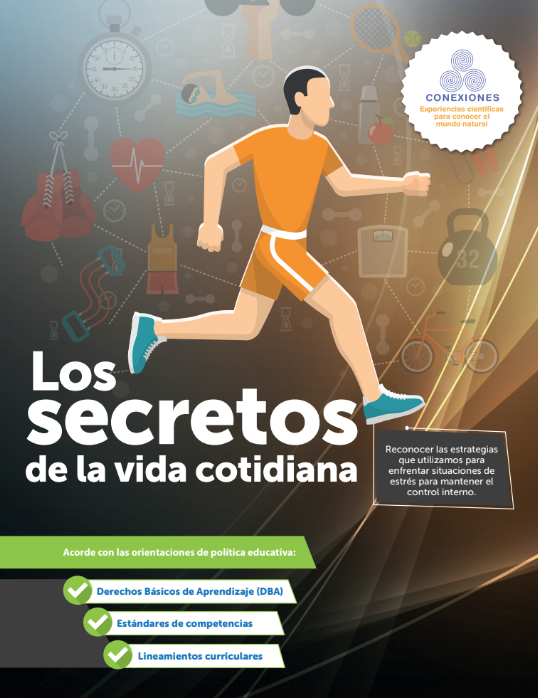 CONEXIONES
Experiencias científicas
para conocer el
mundo natural
32
Los
secretos
de la vida cotidiana
Reconocer las estrategias
que utilizamos para
enfrentar situaciones de
estrés para mantener el
control interno.
Acorde con las orientaciones de política educativa:
Derechos Básicos de Aprendizaje (DBA)
Estándares de competencias
Lineamientos curriculares